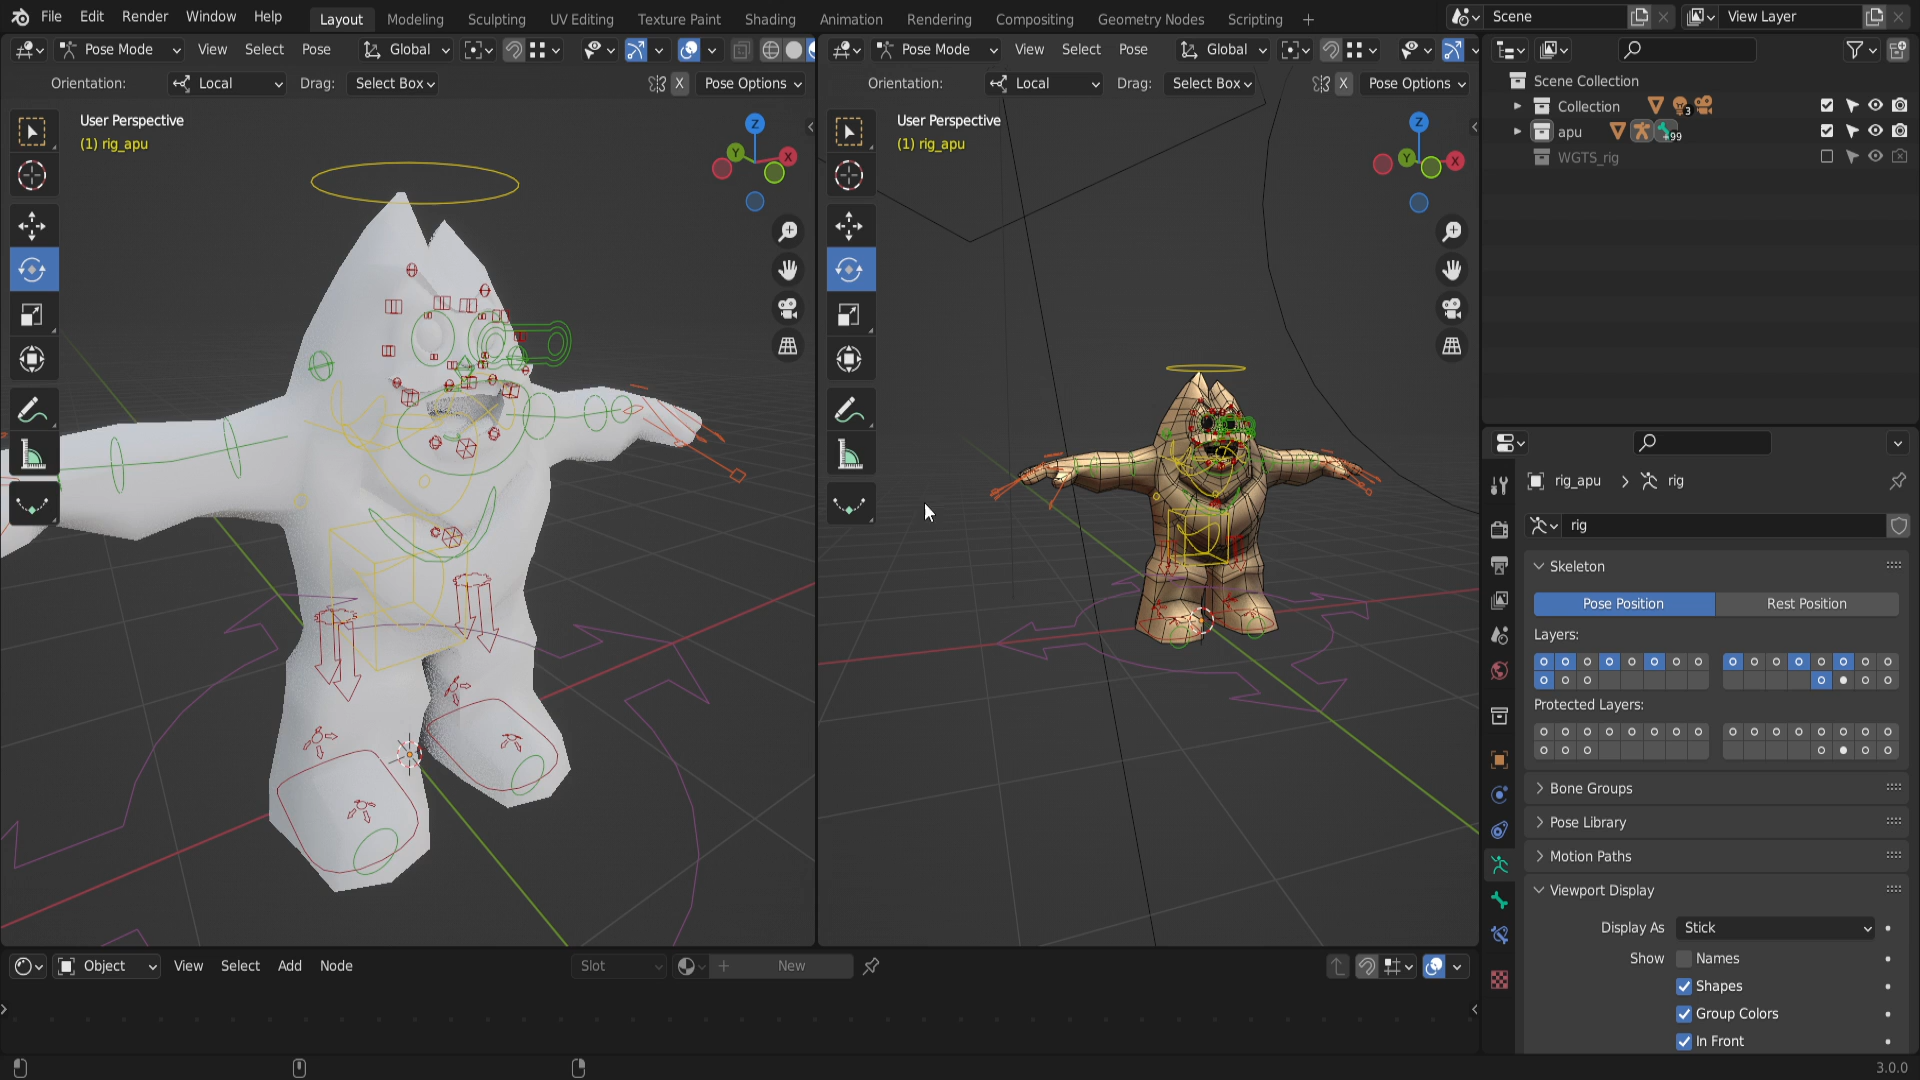 File Edit Render Window Help Layout Modeling Sculpting UV Editing Texture Paint Shading Animation Rendering Compositing Geometry Nodes Scripting + Scene View Layer
Pose Mode View Select Pose Global
Pose Mode View Select Pose Global
Orientation: Local Drag: Select Box X Pose Options
Orientation: Local Drag: Select Box X Pose Options
User Perspective
(1) rig_apu
Z
Y
X
User Perspective
(1) rig_apu
Z
Y
X
Scene Collection
Collection 3
apu +99
WGTS_rig
rig_apu > rig
rig
Skeleton
Pose Position Rest Position
Layers:
Protected Layers:
Bone Groups
Pose Library
Motion Paths
Viewport Display
Display As Stick
Show Names
Shapes
Group Colors
In Front
Object View Select Add Node Slot + New
3.0.0